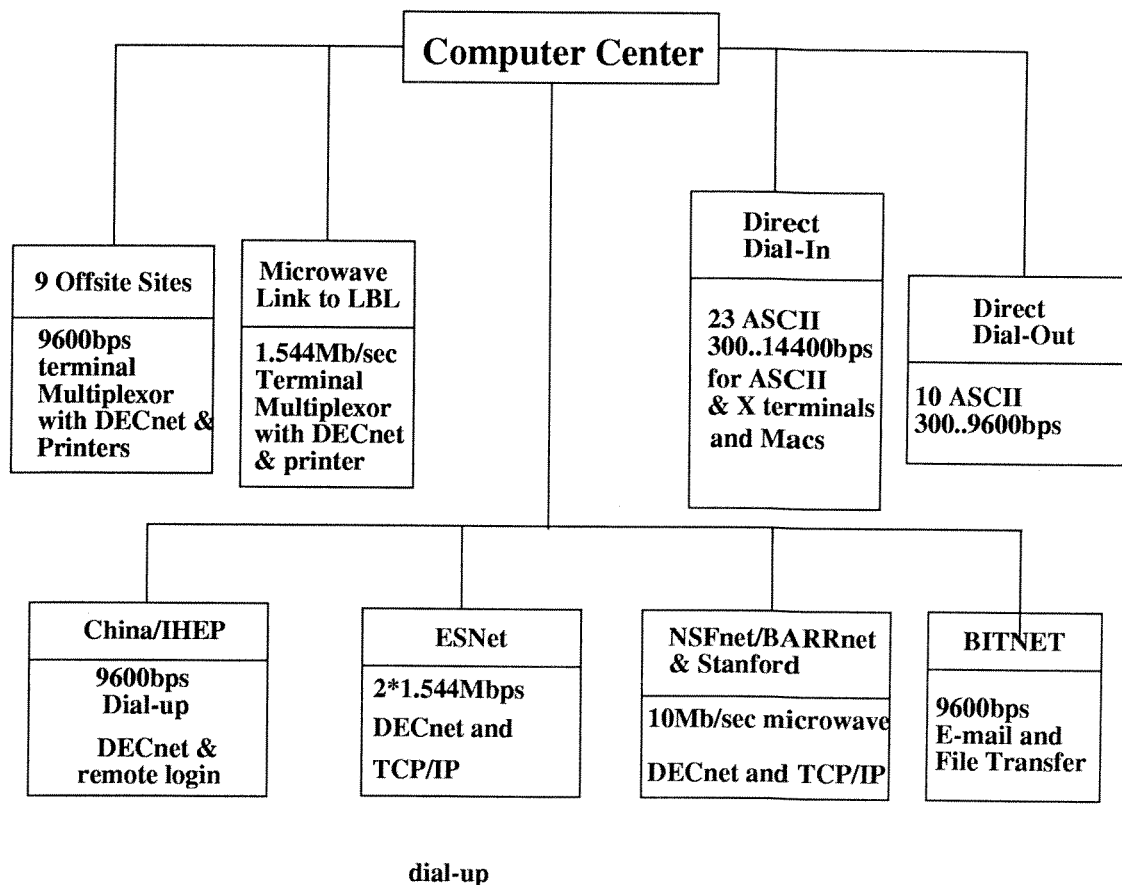 Computer Center
9 Offsite Sites
9600bps
terminal
Multiplexor
with DECnet &
Printers
Microwave
Link to LBL
1.544Mb/sec
Terminal
Multiplexor
with DECnet
& printer
Direct
Dial-In
23 ASCII
300..14400bps
for ASCII
& X terminals
and Macs
Direct
Dial-Out
10 ASCII
300..9600bps
China/IHEP
9600bps
Dial-up
DECnet &
remote login
ESNet
2*1.544Mbps
DECnet and
TCP/IP
NSFnet/BARRnet
& Stanford
10Mb/sec microwave
DECnet and TCP/IP
BITNET
9600bps
E-mail and
File Transfer
dial-up